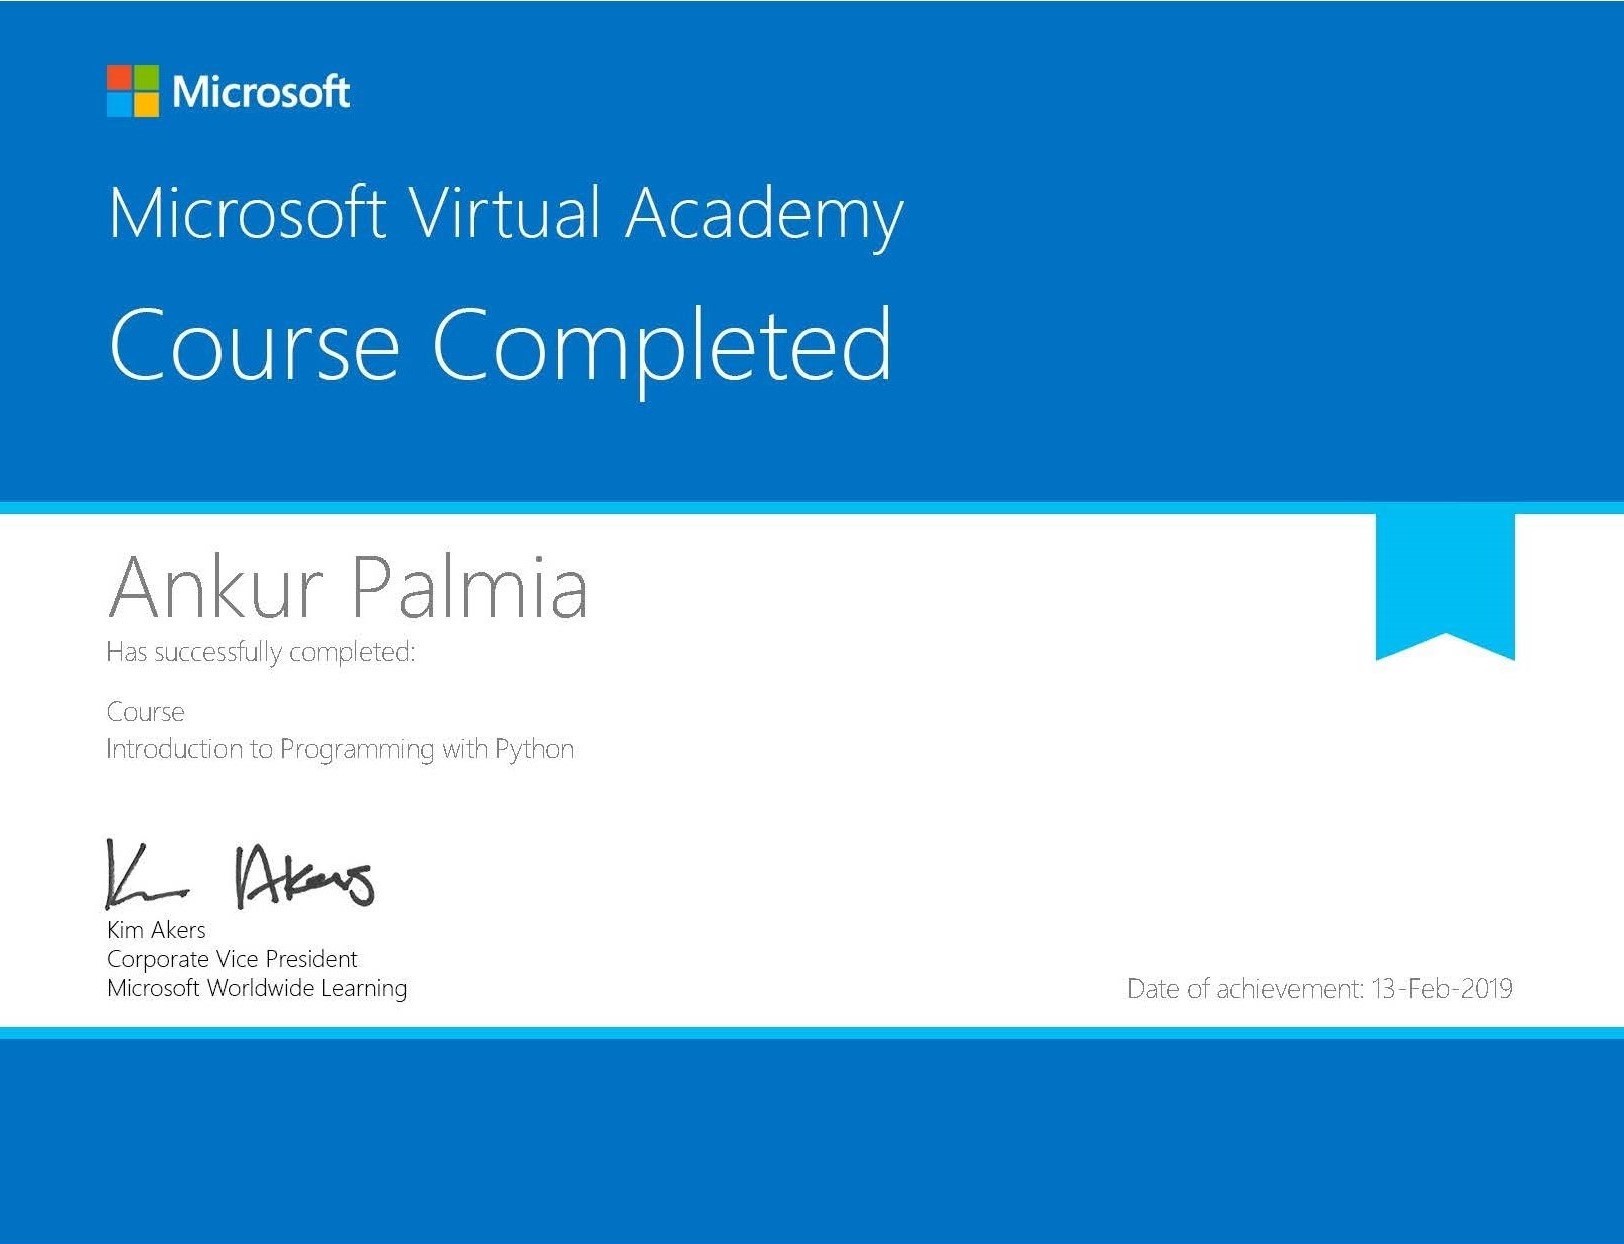 Microsoft
Microsoft Virtual Academy
Course Completed
Ankur Palmia
Has successfully completed:
Course
Introduction to Programming with Python
Kim Akers
Kim Akers
Corporate Vice President
Microsoft Worldwide Learning
Date of achievement: 13-Feb-2019